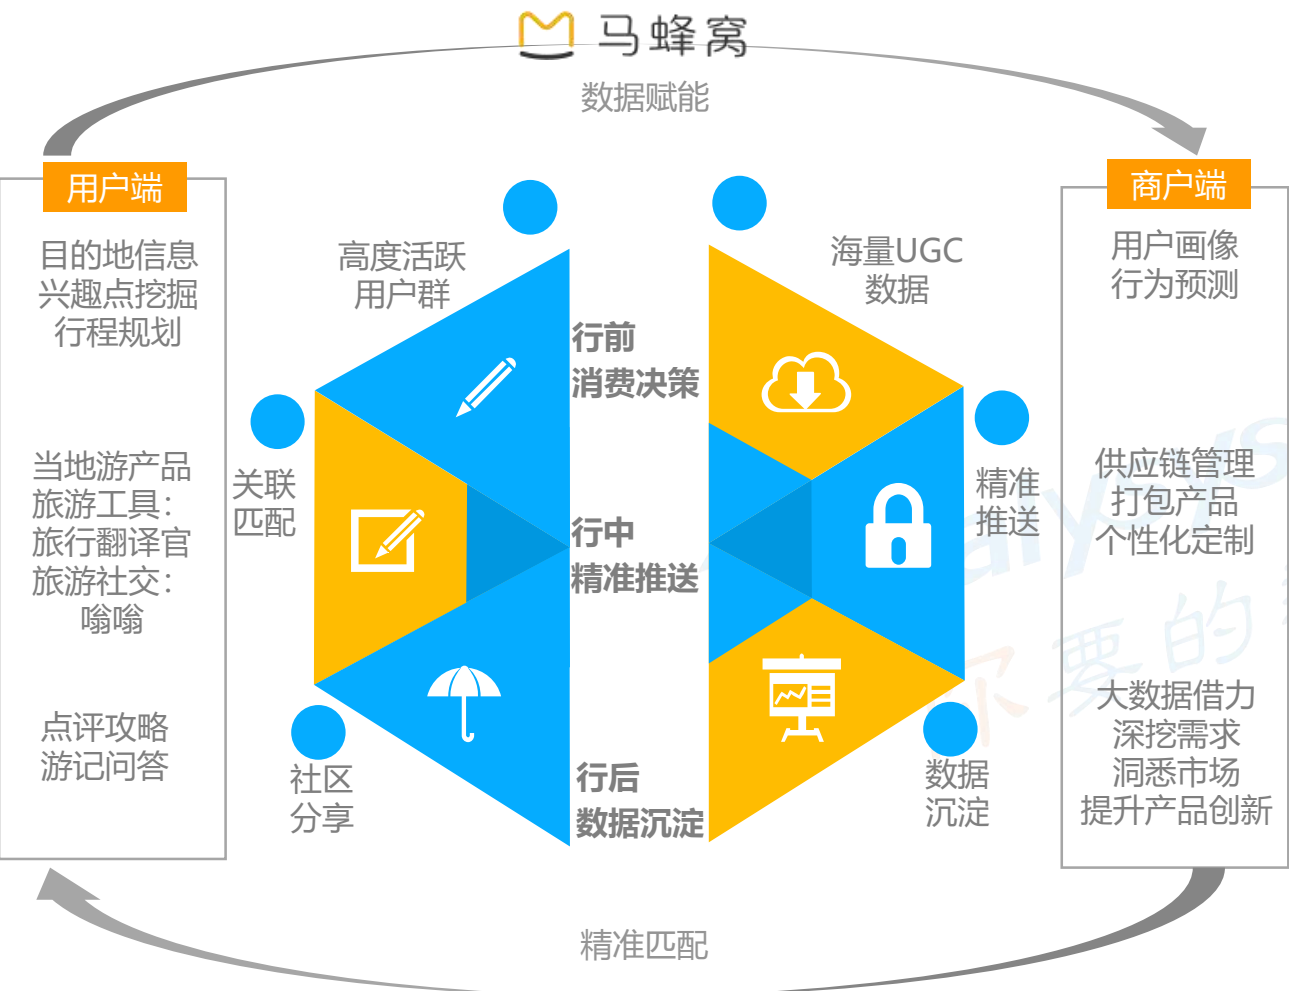 马蜂窝
数据赋能
用户端
目的地信息
兴趣点挖掘
行程规划
当地游产品
旅游工具：
旅行翻译官
旅游社交：
嗡嗡
点评攻略
游记问答
高度活跃
用户群
关联
匹配
社区
分享
行前
消费决策
行中
精准推送
行后
数据沉淀
海量UGC
数据
精准
推送
数据
沉淀
商户端
用户画像
行为预测
供应链管理
打包产品
个性化定制
大数据借力
深挖需求
洞悉市场
提升产品创新
精准匹配
alysys
你要的